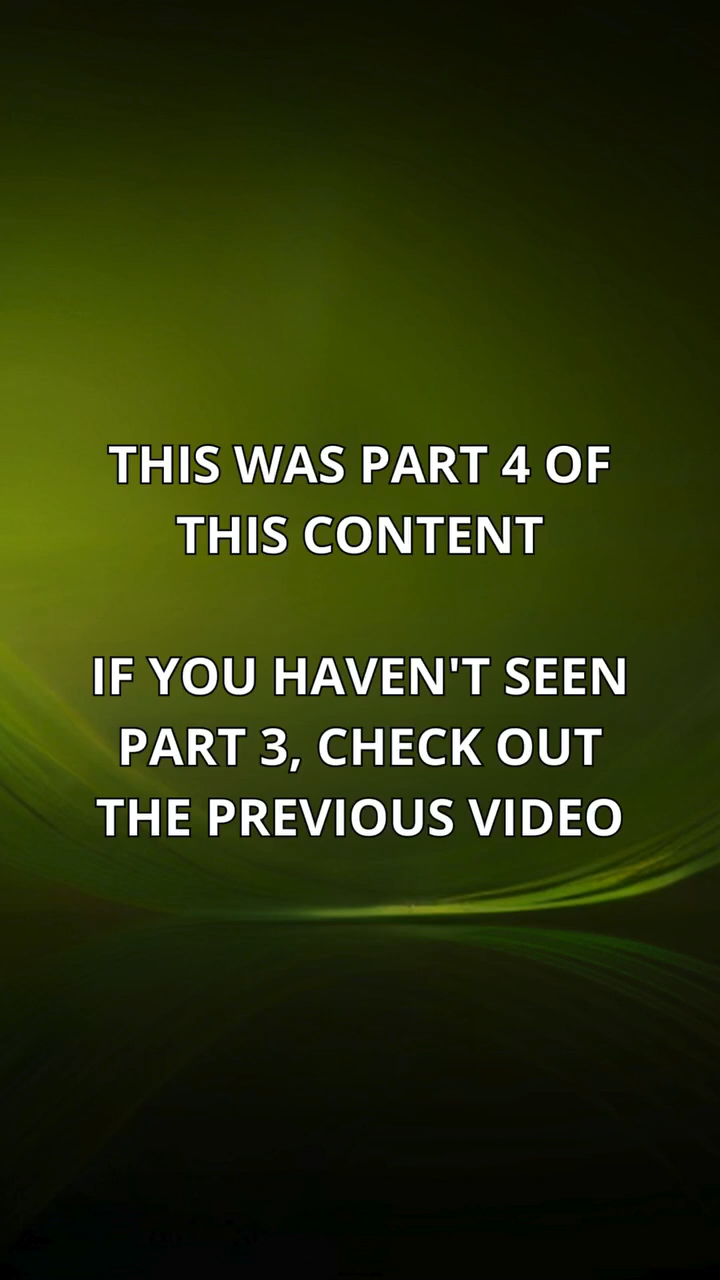 THIS WAS PART 4 OF
THIS CONTENT
IF YOU HAVEN'T SEEN
PART 3, CHECK OUT
THE PREVIOUS VIDEO